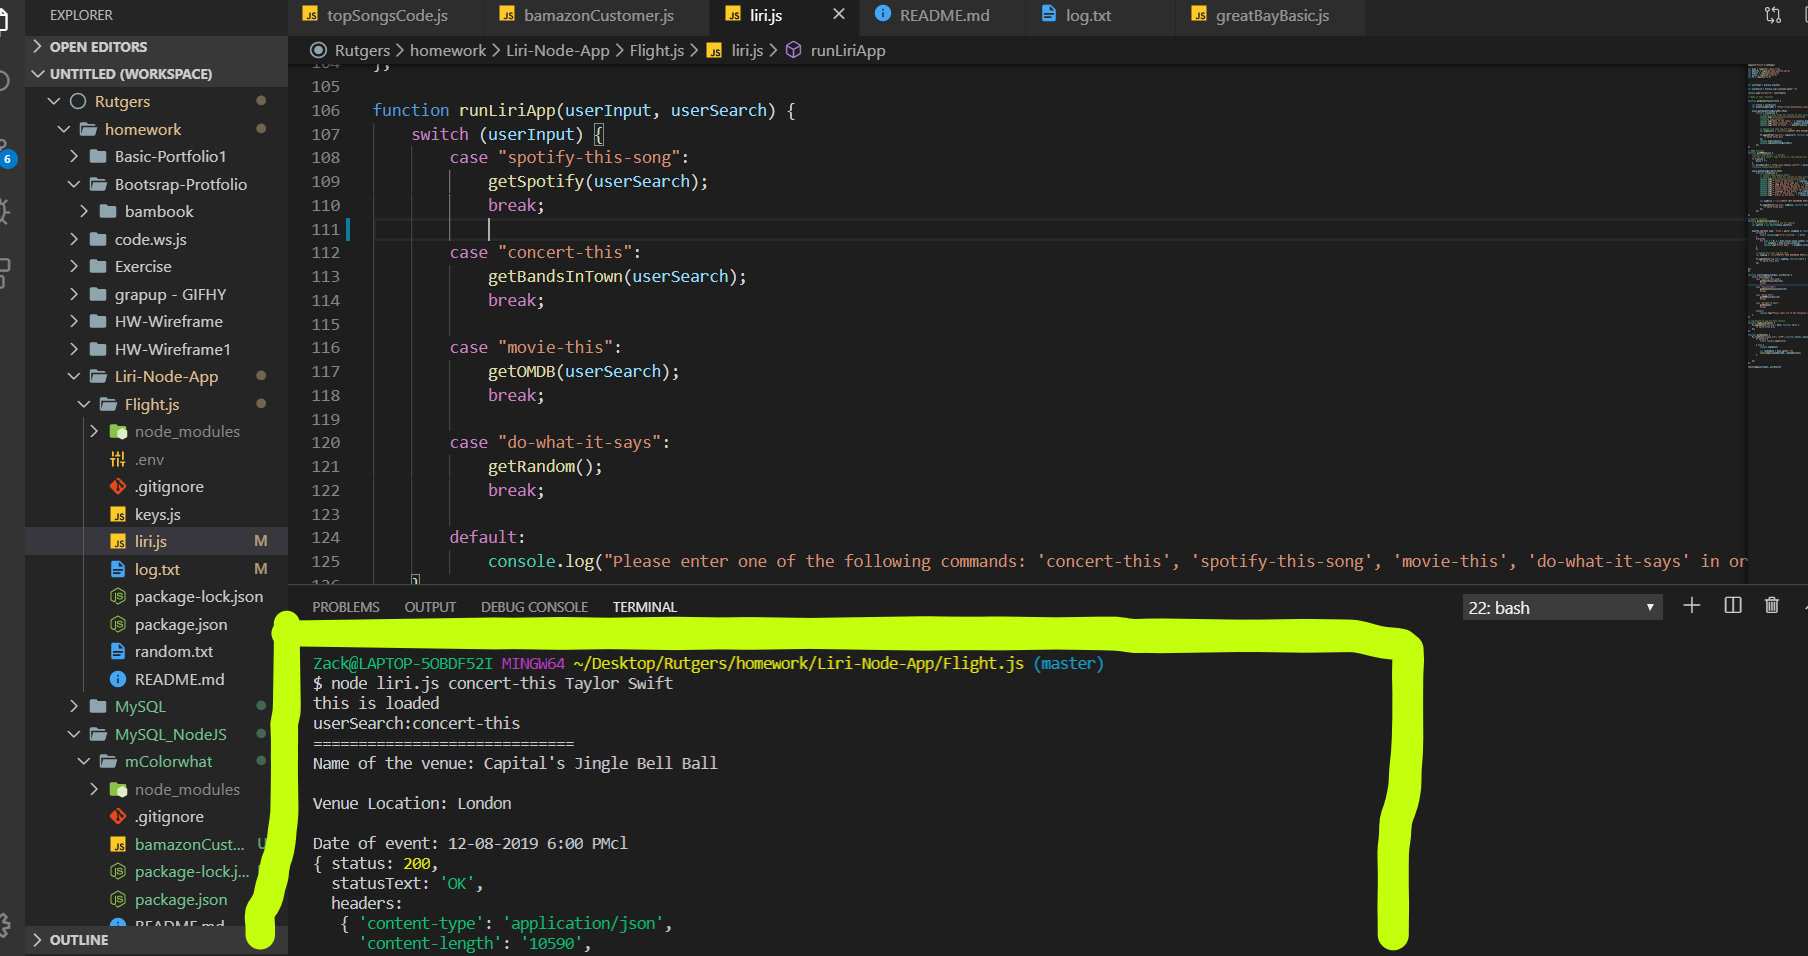 EXPLORER
OPEN EDITORS
UNTITLED (WORKSPACE)
Rutgers
homework
Basic-Portfolio1
Bootsrap-Protfolio
bambook
code.ws.js
Exercise
grapup - GIFHY
HW-Wireframe
HW-Wireframe1
Liri-Node-App
Flight.js
node_modules
.env
.gitignore
keys.js
liri.js M
log.txt M
package-lock.json
package.json
random.txt
README.md
MySQL
MySQL_NodeJS
mColorwhat
node_modules
.gitignore
bamazonCust... U
package-lock.j...
package.json
README.md
OUTLINE
6
topSongsCode.js bamazonCustomer.js liri.js README.md log.txt greatBayBasic.js
Rutgers > homework > Liri-Node-App > Flight.js > liri.js > runLiriApp
104 };
105
106 function runLiriApp(userInput, userSearch) {
107 switch (userInput) {
108 case "spotify-this-song":
109 getSpotify(userSearch);
110 break;
111
112 case "concert-this":
113 getBandsInTown(userSearch);
114 break;
115
116 case "movie-this":
117 getOMDB(userSearch);
118 break;
119
120 case "do-what-it-says":
121 getRandom();
122 break;
123
124 default:
125 console.log("Please enter one of the following commands: 'concert-this', 'spotify-this-song', 'movie-this', 'do-what-it-says' in or
126 }
PROBLEMS OUTPUT DEBUG CONSOLE TERMINAL 22: bash
Zack@LAPTOP-5OBDF52I MINGW64 ~/Desktop/Rutgers/homework/Liri-Node-App/Flight.js (master)
$ node liri.js concert-this Taylor Swift
this is loaded
userSearch:concert-this
=============================
Name of the venue: Capital's Jingle Bell Ball
Venue Location: London
Date of event: 12-08-2019 6:00 PMcl
{ status: 200,
statusText: 'OK',
headers:
{ 'content-type': 'application/json',
'content-length': '10590',